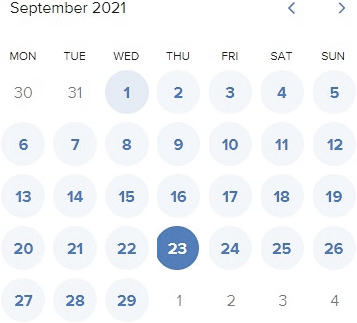 September 2021
MON TUE WED THU FRI SAT SUN
30 31 1 2 3 4 5
6 7 8 9 10 11 12
13 14 15 16 17 18 19
20 21 22 23 24 25 26
27 28 29 1 2 3 4